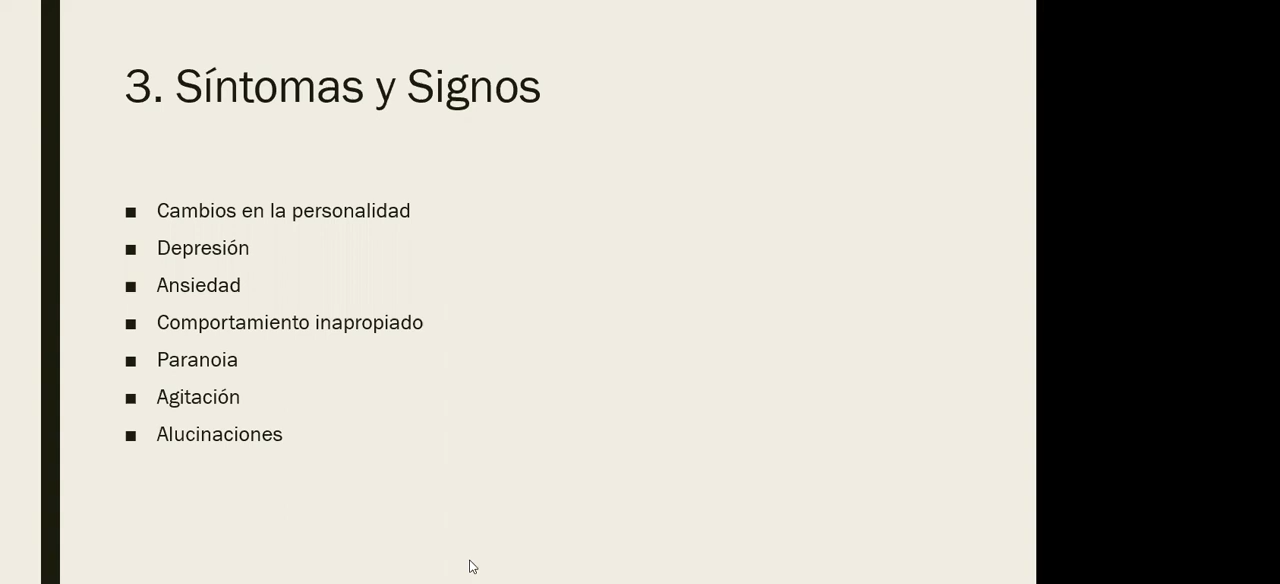 3. Síntomas y Signos
■ Cambios en la personalidad
■ Depresión
■ Ansiedad
■ Comportamiento inapropiado
■ Paranoia
■ Agitación
■ Alucinaciones